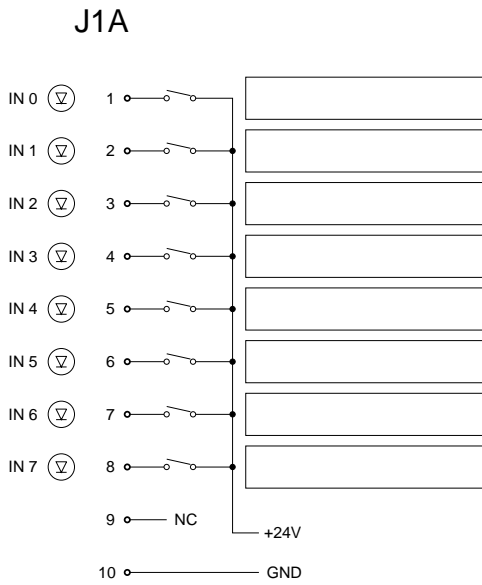 J1A
IN 0 1
IN 1 2
IN 2 3
IN 3 4
IN 4 5
IN 5 6
IN 6 7
IN 7 8
9 NC
+24V
10 GND